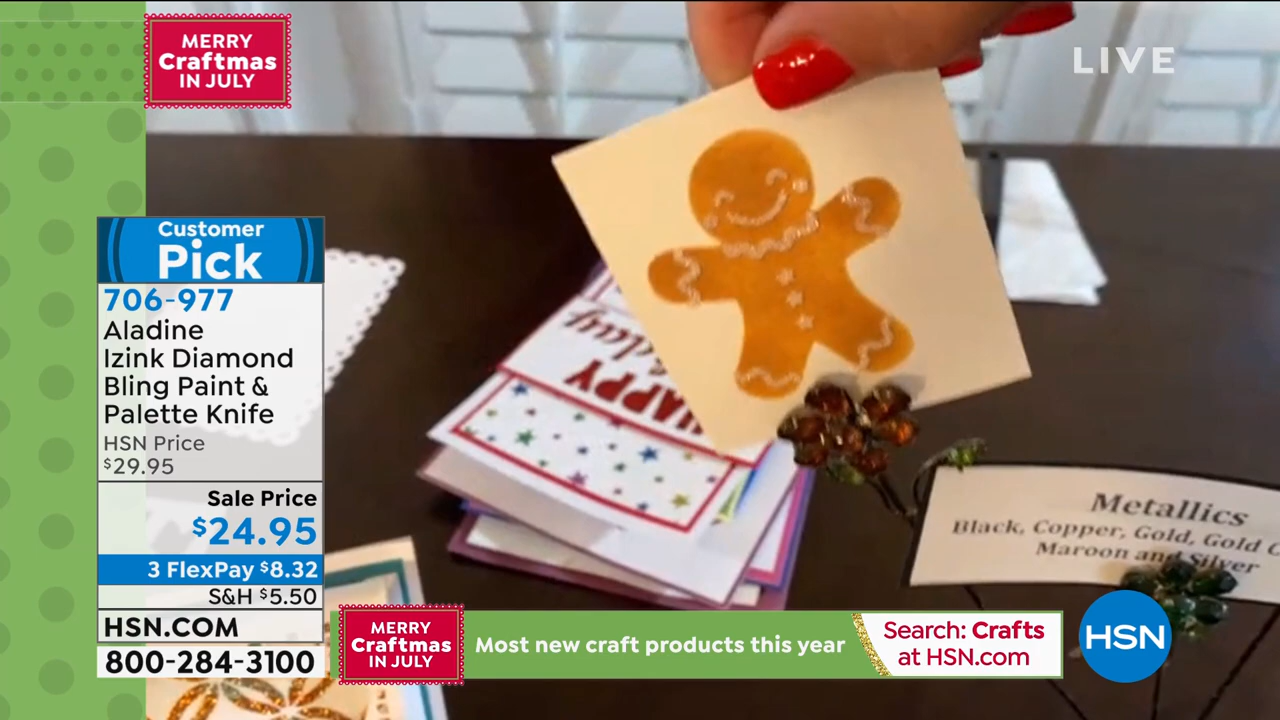 MERRY
Craftmas
IN JULY
LIVE
Customer
Pick
706-977
Aladine
Izink Diamond
Bling Paint &
Palette Knife
HSN Price
$29.95
Sale Price
$24.95
3 FlexPay $8.32
S&H $5.50
HSN.COM
800-284-3100
HAPPY
Metallics
Black, Copper, Gold, Gold
Maroon and Silver
MERRY
Craftmas
IN JULY
Most new craft products this year
Search: Crafts
at HSN.com
HSN